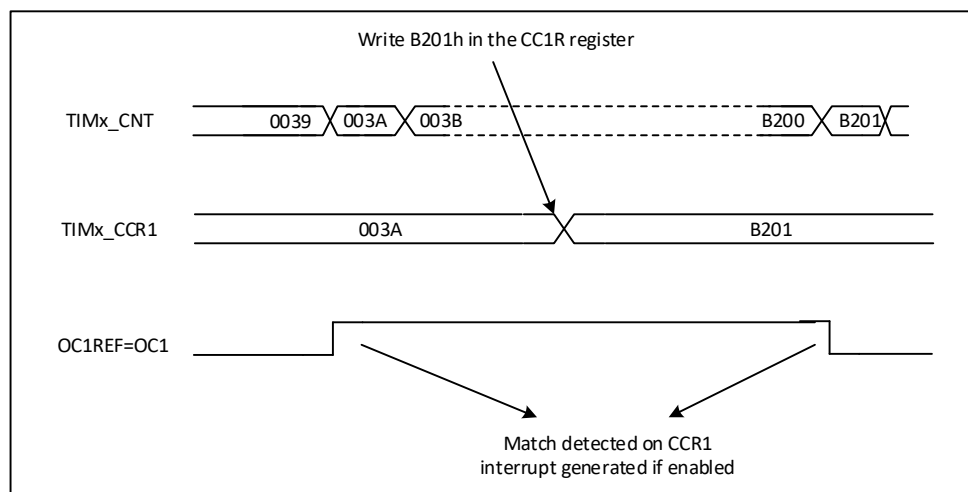 Write B201h in the CC1R register
TIMx_CNT 0039 003A 003B B200 B201
TIMx_CCR1 003A B201
OC1REF=OC1
Match detected on CCR1
interrupt generated if enabled